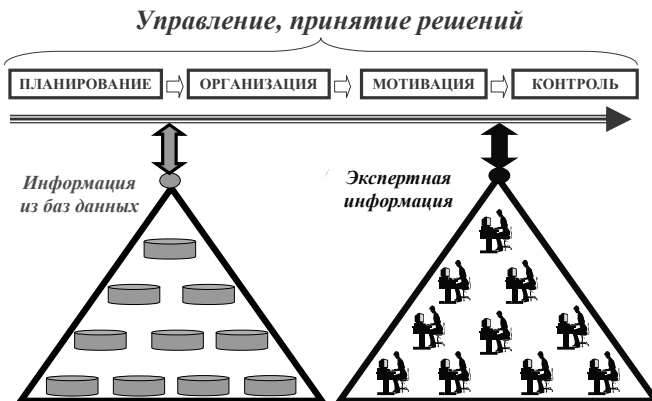 Управление, принятие решений
ПЛАНИРОВАНИЕ ОРГАНИЗАЦИЯ МОТИВАЦИЯ КОНТРОЛЬ
Информация
из баз данных
Экспертная
информация